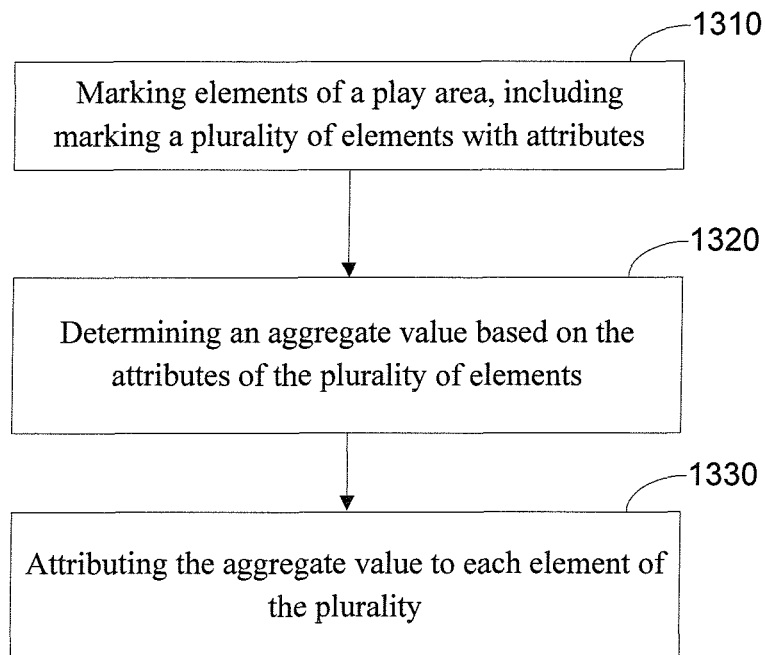 1310
Marking elements of a play area, including
marking a plurality of elements with attributes
1320
Determining an aggregate value based on the
attributes of the plurality of elements
1330
Attributing the aggregate value to each element of
the plurality